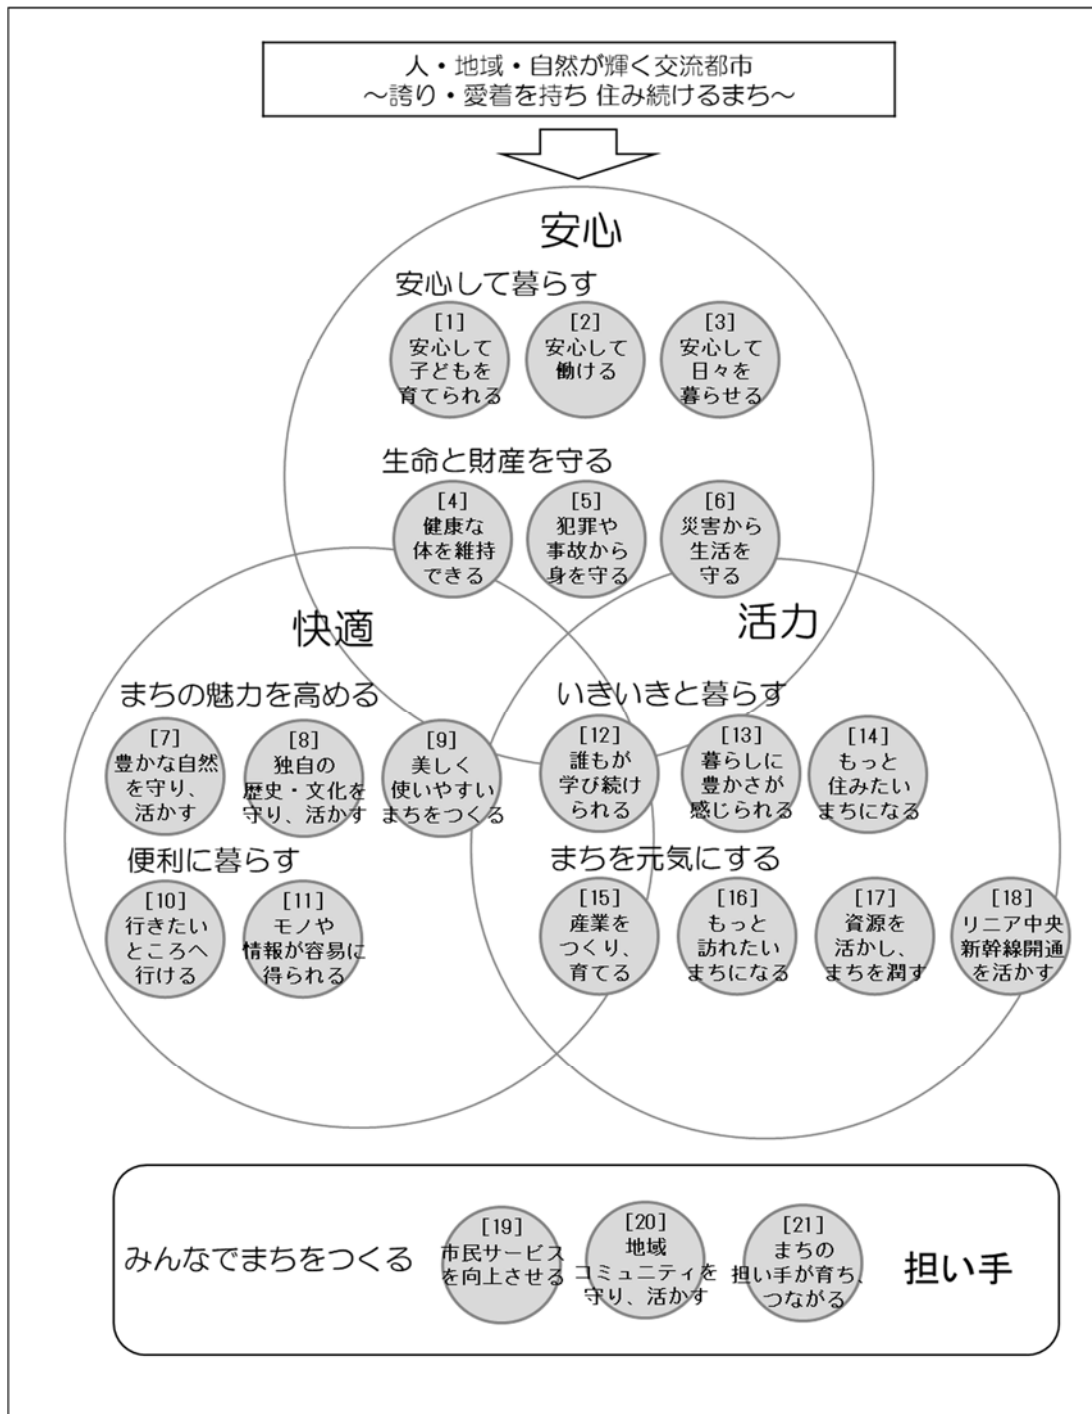 人・地域・自然が輝く交流都市
～誇り・愛着を持ち 住み続けるまち～
安心
安心して暮らす
[1]
安心して
子どもを
育てられる
[2]
安心して
働ける
[3]
安心して
日々を
暮らせる
生命と財産を守る
[4]
健康な
体を維持
できる
[5]
犯罪や
事故から
身を守る
[6]
災害から
生活を
守る
快適
まちの魅力を高める
[7]
豊かな自然
を守り、
活かす
[8]
独自の
歴史・文化を
守り、活かす
[9]
美しく
使いやすい
まちをつくる
便利に暮らす
[10]
行きたい
ところへ
行ける
[11]
モノや
情報が容易に
得られる
活力
いきいきと暮らす
[12]
誰もが
学び続け
られる
[13]
暮らしに
豊かさが
感じられる
[14]
もっと
住みたい
まちになる
まちを元気にする
[15]
産業を
つくり、
育てる
[16]
もっと
訪れたい
まちになる
[17]
資源を
活かし、
まちを潤す
[18]
リニア中央
新幹線開通
を活かす
みんなでまちをつくる
[19]
市民サービス
を向上させる
[20]
地域
コミュニティを
守り、活かす
[21]
まちの
担い手が育ち、
つながる
担い手